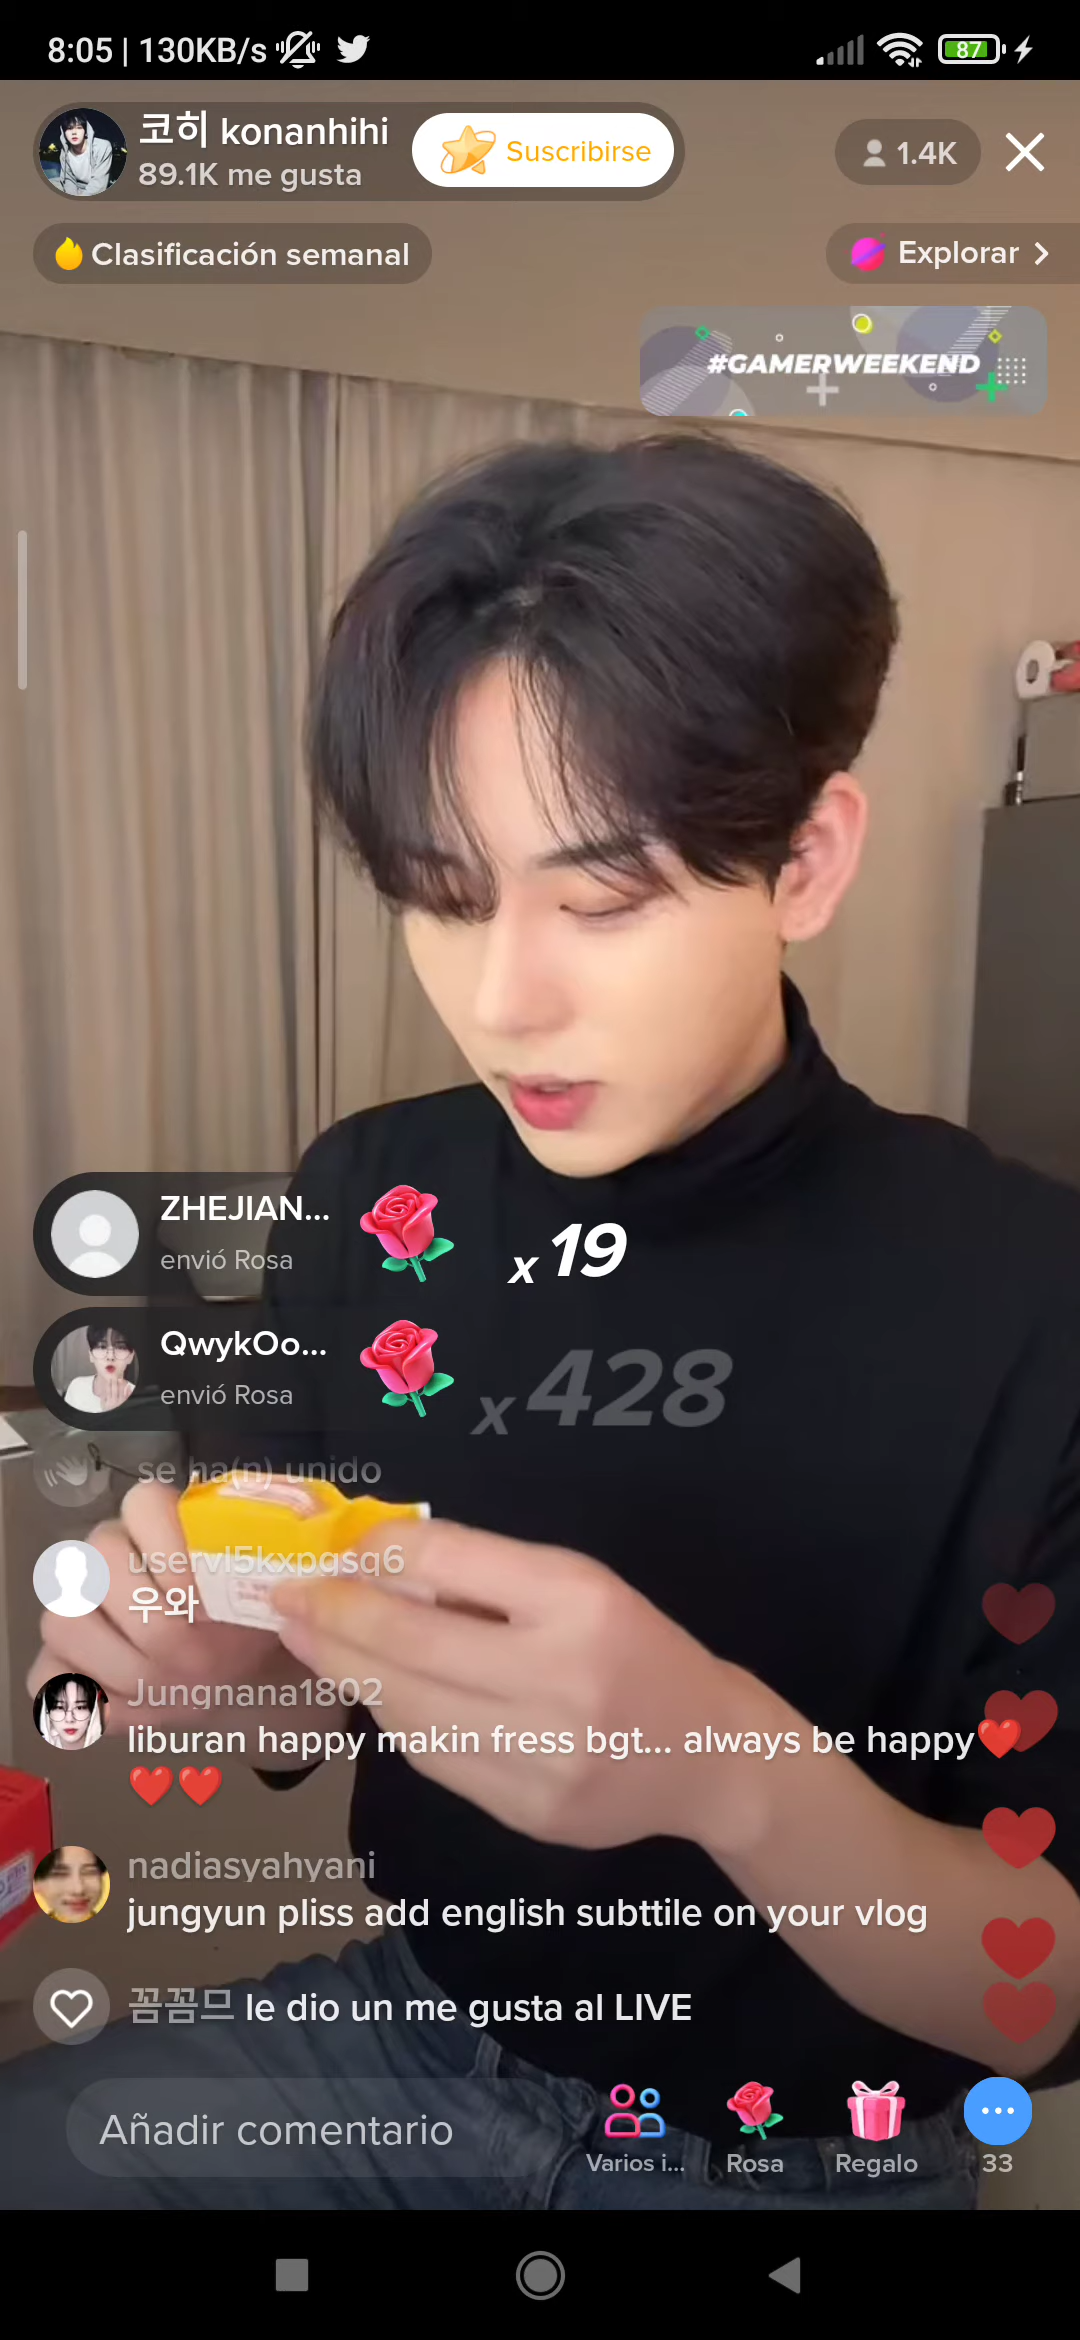 8:05 | 130KB/s
87
코히 konanhihi
89.1K me gusta
Suscribirse
1.4K
Clasificación semanal
Explorar
#GAMERWEEKEND
ZHEJIAN...
envió Rosa
x 19
QwykOo...
envió Rosa
x 428
se ha(n) unido
uservl5kxpgsq6
우와
Jungnana1802
liburan happy makin fress bgt... always be happy❤️
❤️❤️
nadiasyahyani
jungyun pliss add english subttile on your vlog
꼼꼼므 le dio un me gusta al LIVE
Añadir comentario
Varios i...
Rosa
Regalo
33